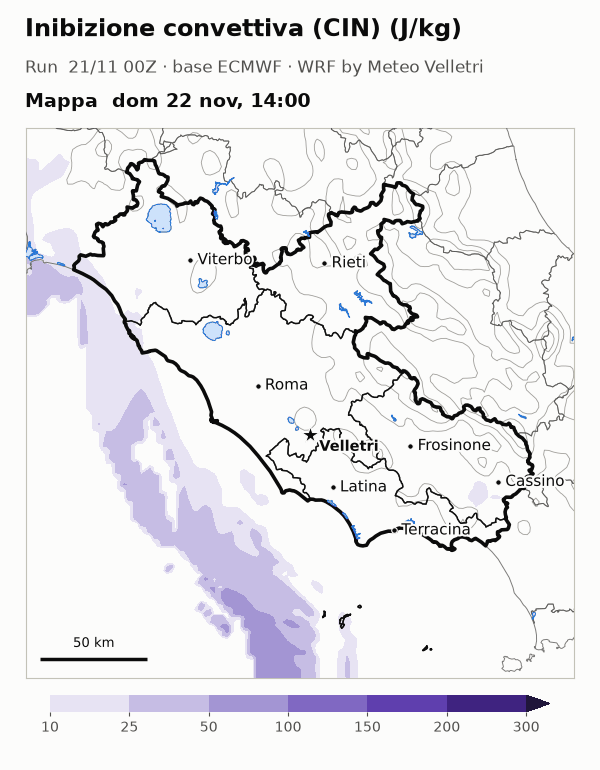 Inibizione convettiva (CIN) (J/kg)
Run  21/11 00Z · base ECMWF · WRF by Meteo Velletri
Mappa  dom 22 nov, 14:00
Viterbo
Rieti
Roma
Velletri
Frosinone
Latina
Cassino
Terracina
50 km
10 25 50 100 150 200 300